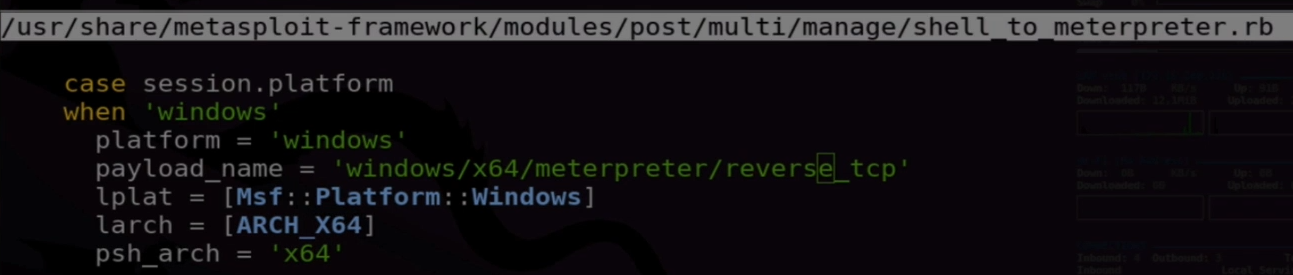 /usr/share/metasploit-framework/modules/post/multi/manage/shell_to_meterpreter.rb
case session.platform
when 'windows'
platform = 'windows'
payload_name = 'windows/x64/meterpreter/reverse_tcp'
lplat = [Msf::Platform::Windows]
larch = [ARCH_X64]
psh_arch = 'x64'